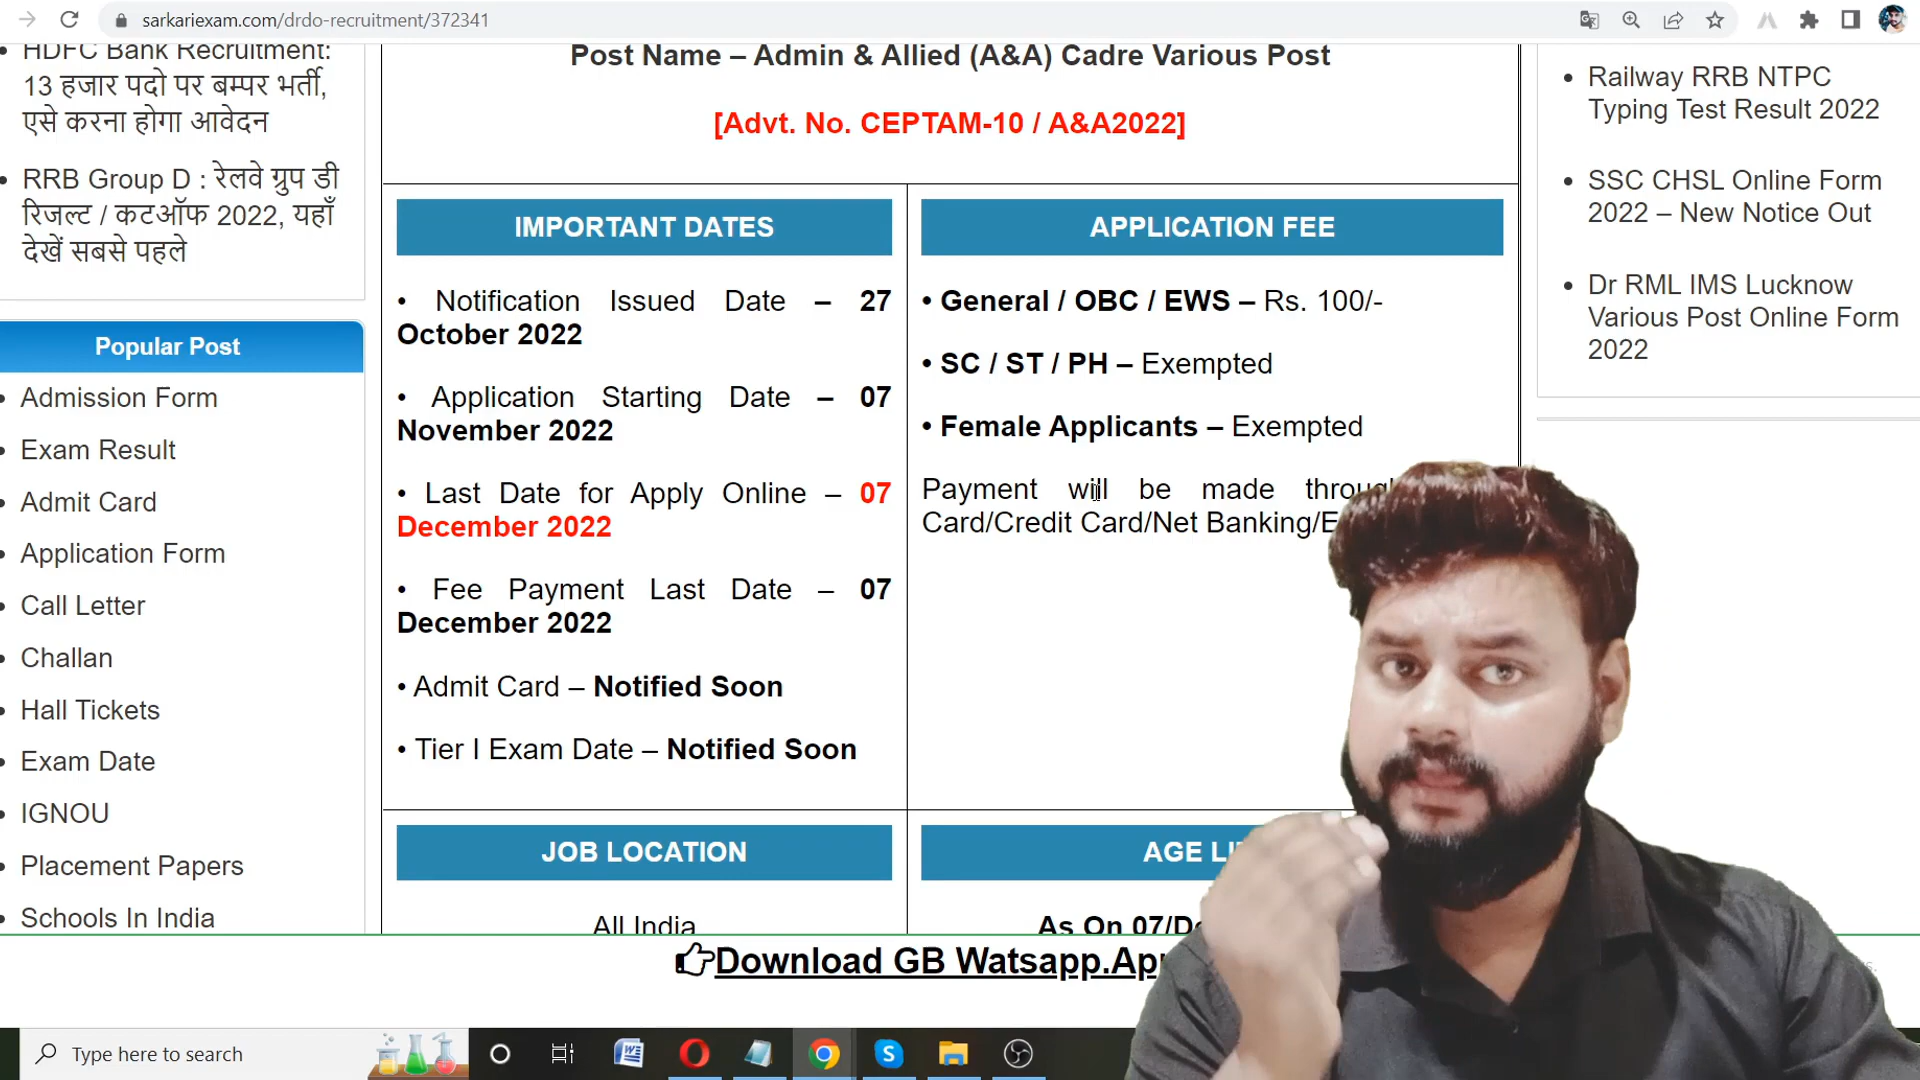 sarkariexam.com/drdo-recruitment/372341
HDFC Bank Recruitment:
13 हजार पदो पर बम्पर भर्ती,
एसे करना होगा आवेदन
RRB Group D : रेलवे ग्रुप डी
रिजल्ट / कटऑफ 2022, यहाँ
देखें सबसे पहले
Popular Post
Admission Form
Exam Result
Admit Card
Application Form
Call Letter
Challan
Hall Tickets
Exam Date
IGNOU
Placement Papers
Schools In India
Post Name – Admin & Allied (A&A) Cadre Various Post
[Advt. No. CEPTAM-10 / A&A2022]
IMPORTANT DATES
• Notification Issued Date – 27
October 2022
• Application Starting Date – 07
November 2022
• Last Date for Apply Online – 07
December 2022
• Fee Payment Last Date – 07
December 2022
• Admit Card – Notified Soon
• Tier I Exam Date – Notified Soon
APPLICATION FEE
• General / OBC / EWS – Rs. 100/-
• SC / ST / PH – Exempted
• Female Applicants – Exempted
Payment will be made
Card/Credit Card/Net Banking/
JOB LOCATION
All India
AGE
As On
Download GB Watsapp.
Railway RRB NTPC
Typing Test Result 2022
SSC CHSL Online Form
2022 – New Notice Out
Dr RML IMS Lucknow
Various Post Online Form
2022
Type here to search